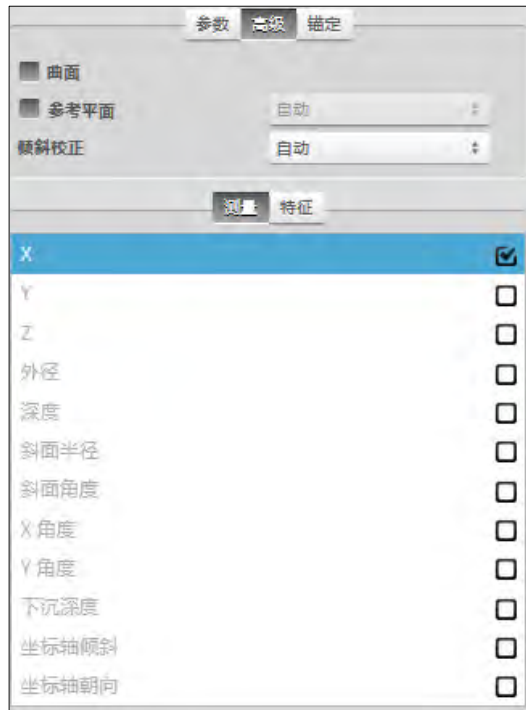 参数 高级 锚定
曲面
参考平面 自动
倾斜校正 自动
测量 特征
X
Y
Z
外径
深度
斜面半径
斜面角度
X 角度
Y 角度
下沉深度
坐标轴倾斜
坐标轴朝向